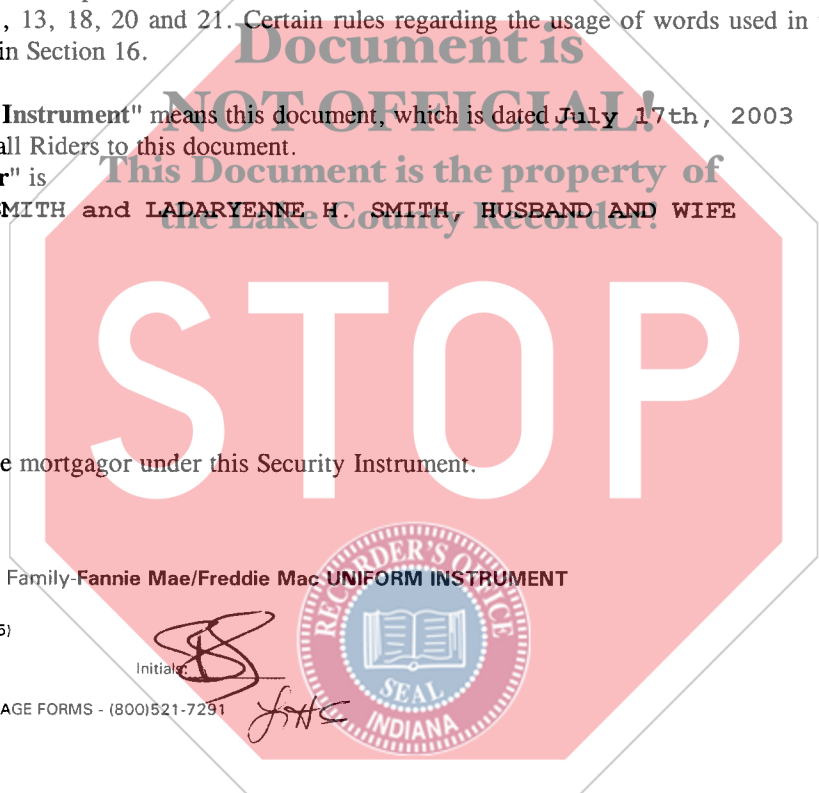 , 13, 18, 20 and 21. Certain rules regarding the usage of words used in
in Section 16.
Document is
NOT OFFICIAL!
Instrument" means this document, which is dated July 17th, 2003
all Riders to this document.
This Document is the property of
r" is
the Lake County Recorder!
SMITH and LADARYENNE H. SMITH, HUSBAND AND WIFE
STOP
e mortgagor under this Security Instrument.
Family-Fannie Mae/Freddie Mac UNIFORM INSTRUMENT
5)
Initials:
AGE FORMS - (800)521-7291
RECORDER'S OFFICE
SEAL
INDIANA